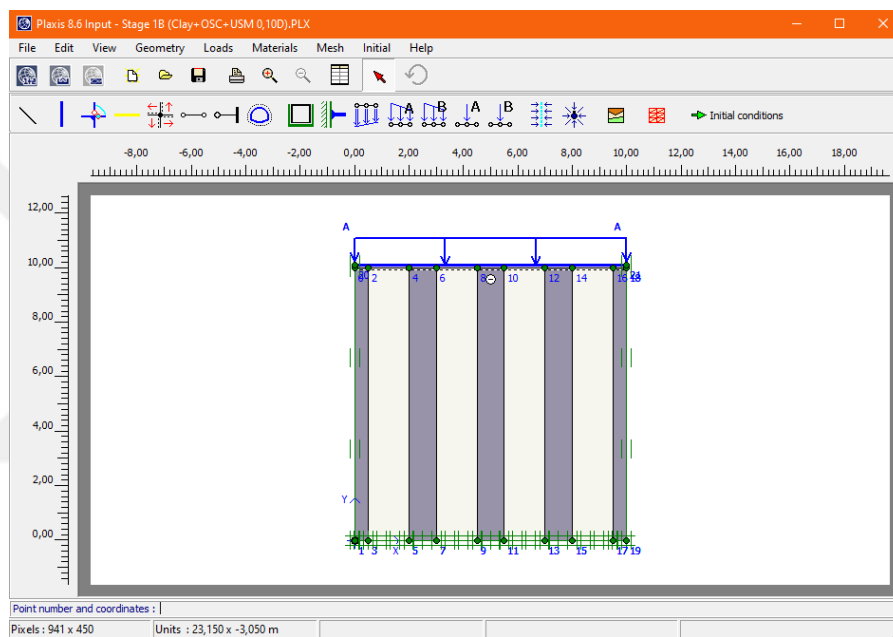 Plaxis 8.6 Input - Stage 1B (Clay+OSC+USM 0,10D).PLX
File Edit View Geometry Loads Materials Mesh Initial Help
A B A B Initial conditions
-8,00 -6,00 -4,00 -2,00 0,00 2,00 4,00 6,00 8,00 10,00 12,00 14,00 16,00 18,00
12,00
A A
10,00
2 4 6 8 10 12 14 16
8,00
6,00
4,00
2,00
Y
0,00
1 3 X 5 7 9 11 13 15 17 19
Point number and coordinates :
Pixels : 941 x 450 Units : 23,150 x -3,050 m